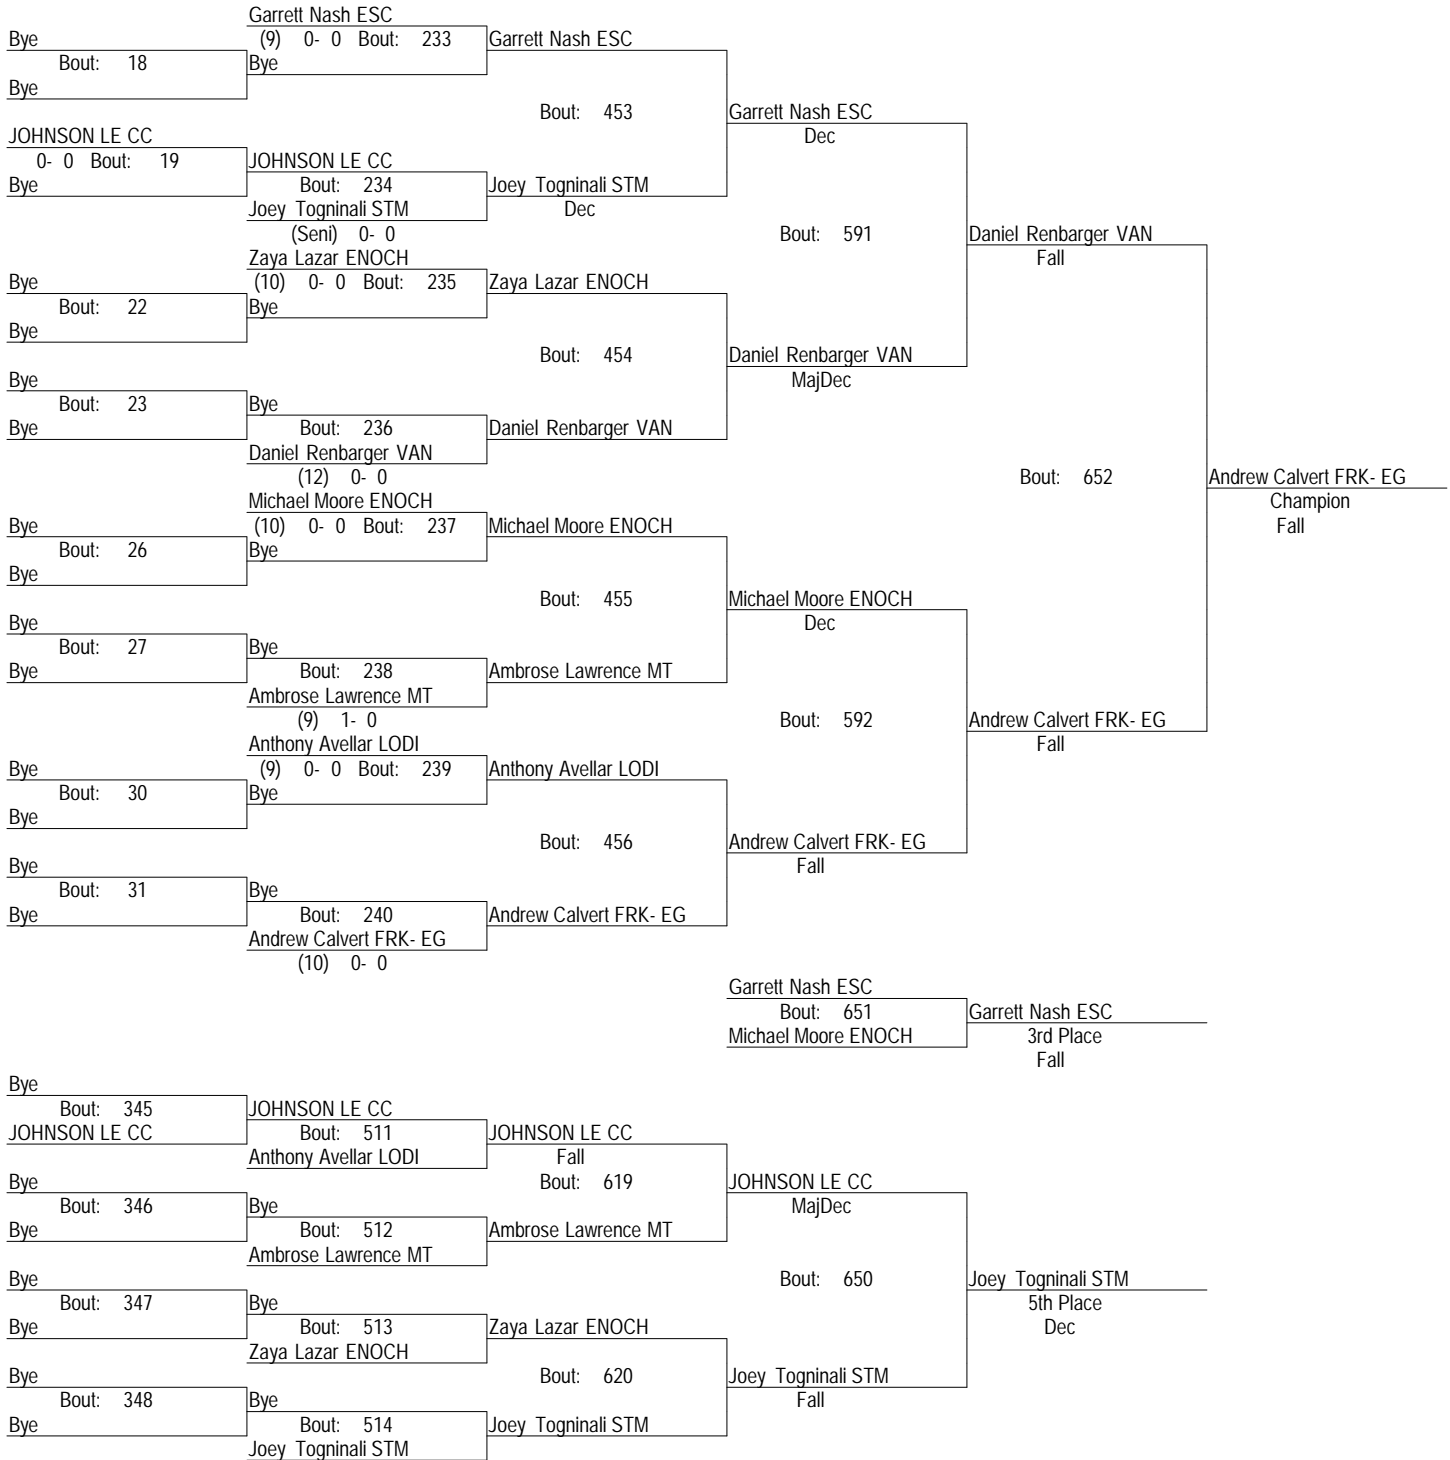 Garrett Nash ESC
Bye (9) 0- 0 Bout: 233 Garrett Nash ESC
Bout: 18 Bye
Bye
Bout: 453 Garrett Nash ESC
JOHNSON LE CC Dec
0- 0 Bout: 19 JOHNSON LE CC
Bye Bout: 234 Joey Togninali STM
Joey Togninali STM Dec
(Seni) 0- 0 Bout: 591 Daniel Renbarger VAN
Zaya Lazar ENOCH Fall
Bye (10) 0- 0 Bout: 235 Zaya Lazar ENOCH
Bout: 22 Bye
Bye
Bout: 454 Daniel Renbarger VAN
Bye MajDec
Bout: 23 Bye
Bye Bout: 236 Daniel Renbarger VAN
Daniel Renbarger VAN
(12) 0- 0 Bout: 652 Andrew Calvert FRK- EG
Michael Moore ENOCH Champion
Bye (10) 0- 0 Bout: 237 Michael Moore ENOCH Fall
Bout: 26 Bye
Bye
Bout: 455 Michael Moore ENOCH
Bye Dec
Bout: 27 Bye
Bye Bout: 238 Ambrose Lawrence MT
Ambrose Lawrence MT
(9) 1- 0 Bout: 592 Andrew Calvert FRK- EG
Anthony Avellar LODI Fall
Bye (9) 0- 0 Bout: 239 Anthony Avellar LODI
Bout: 30 Bye
Bye
Bout: 456 Andrew Calvert FRK- EG
Bye Fall
Bout: 31 Bye
Bye Bout: 240 Andrew Calvert FRK- EG
Andrew Calvert FRK- EG
(10) 0- 0
Garrett Nash ESC
Bout: 651 Garrett Nash ESC
Michael Moore ENOCH 3rd Place
Fall
Bye
Bout: 345 JOHNSON LE CC
JOHNSON LE CC Bout: 511 JOHNSON LE CC
Anthony Avellar LODI Fall
Bye Bout: 619 JOHNSON LE CC
Bout: 346 Bye MajDec
Bye Bout: 512 Ambrose Lawrence MT
Ambrose Lawrence MT
Bye Bout: 650 Joey Togninali STM
Bout: 347 Bye 5th Place
Bye Bout: 513 Zaya Lazar ENOCH Dec
Zaya Lazar ENOCH
Bye Bout: 620 Joey Togninali STM
Bout: 348 Bye Fall
Bye Bout: 514 Joey Togninali STM
Joey Togninali STM